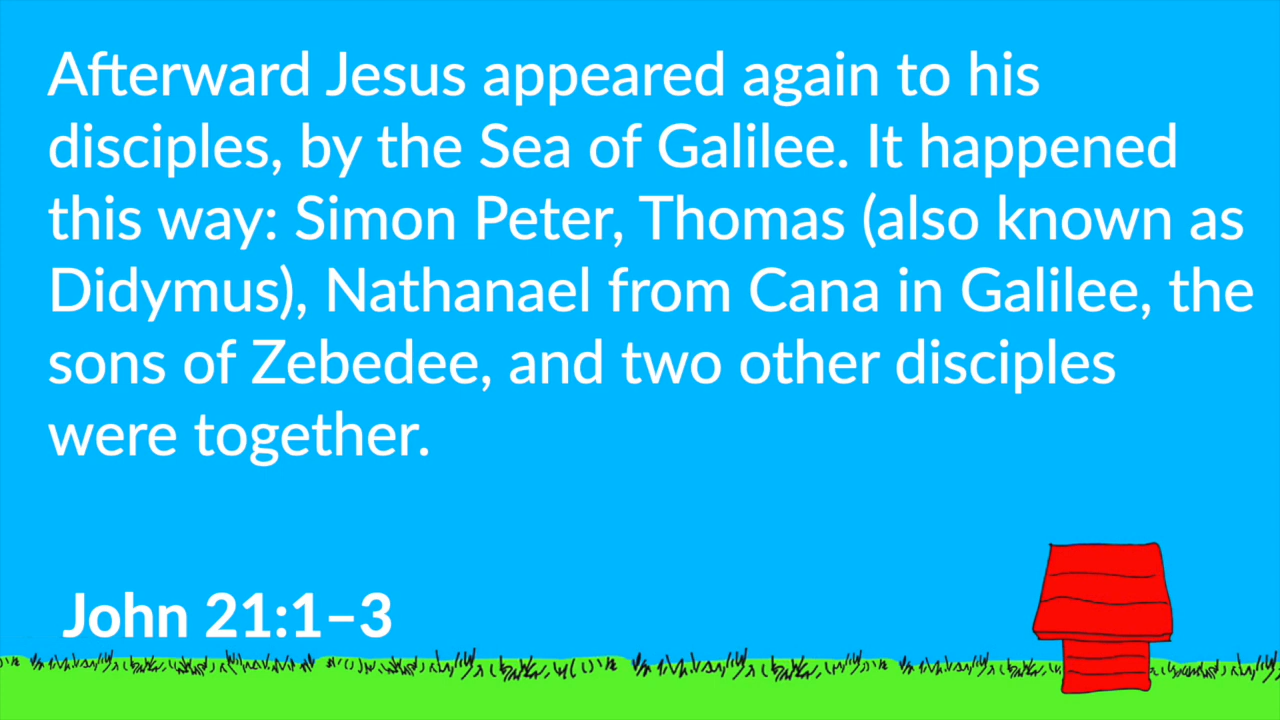 Afterward Jesus appeared again to his
disciples, by the Sea of Galilee. It happened
this way: Simon Peter, Thomas (also known as
Didymus), Nathanael from Cana in Galilee, the
sons of Zebedee, and two other disciples
were together.
John 21:1–3